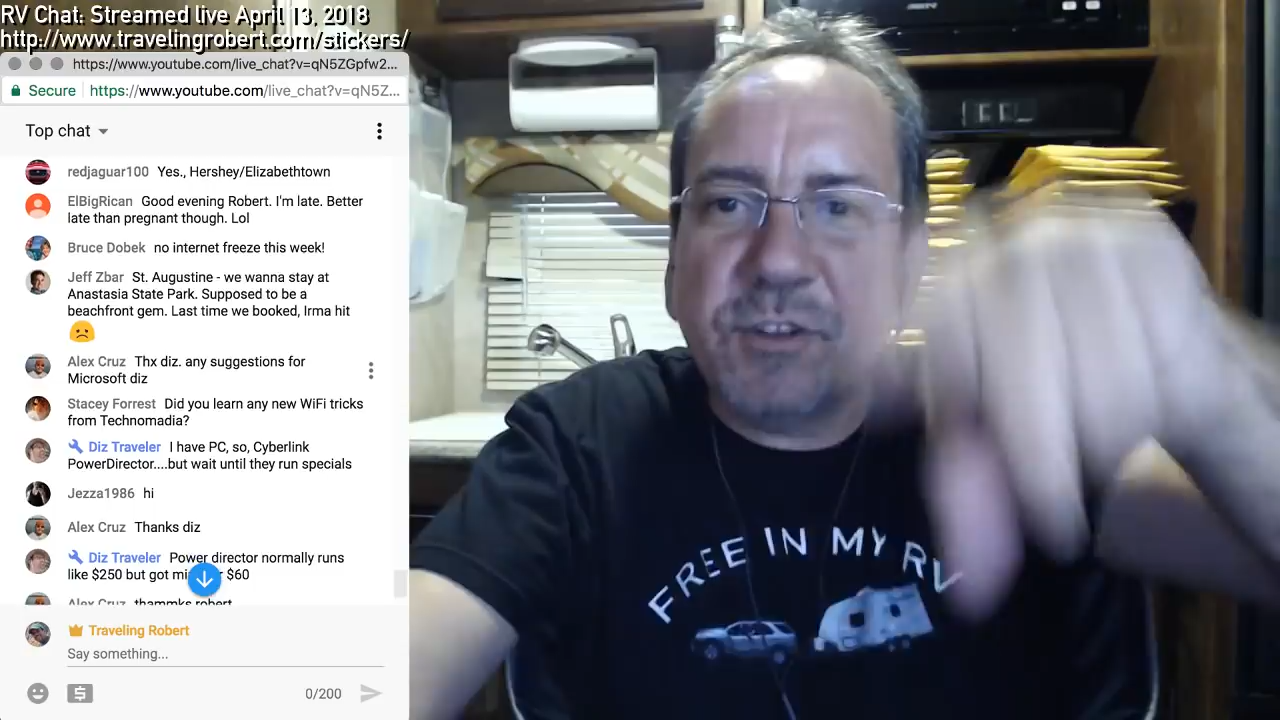 RV Chat: Streamed live April 13, 2018
http://www.travelingrobert.com/stickers/
https://www.youtube.com/live_chat?v=qN5ZGpfw2...
Secure https://www.youtube.com/live_chat?v=qN5Z...
Top chat
redjaguar100 Yes., Hershey/Elizabethtown
ElBigRican Good evening Robert. I'm late. Better
late than pregnant though. Lol
Bruce Dobek no internet freeze this week!
Jeff Zbar St. Augustine - we wanna stay at
Anastasia State Park. Supposed to be a
beachfront gem. Last time we booked, Irma hit
Alex Cruz Thx diz. any suggestions for
Microsoft diz
Stacey Forrest Did you learn any new WiFi tricks
from Technomadia?
Diz Traveler I have PC, so, Cyberlink
PowerDirector....but wait until they run specials
Jezza1986 hi
Alex Cruz Thanks diz
Diz Traveler Power director normally runs
like $250 but got $60
Alex Cruz thammks robert
Traveling Robert
Say something...
0/200
FREE IN MY RV